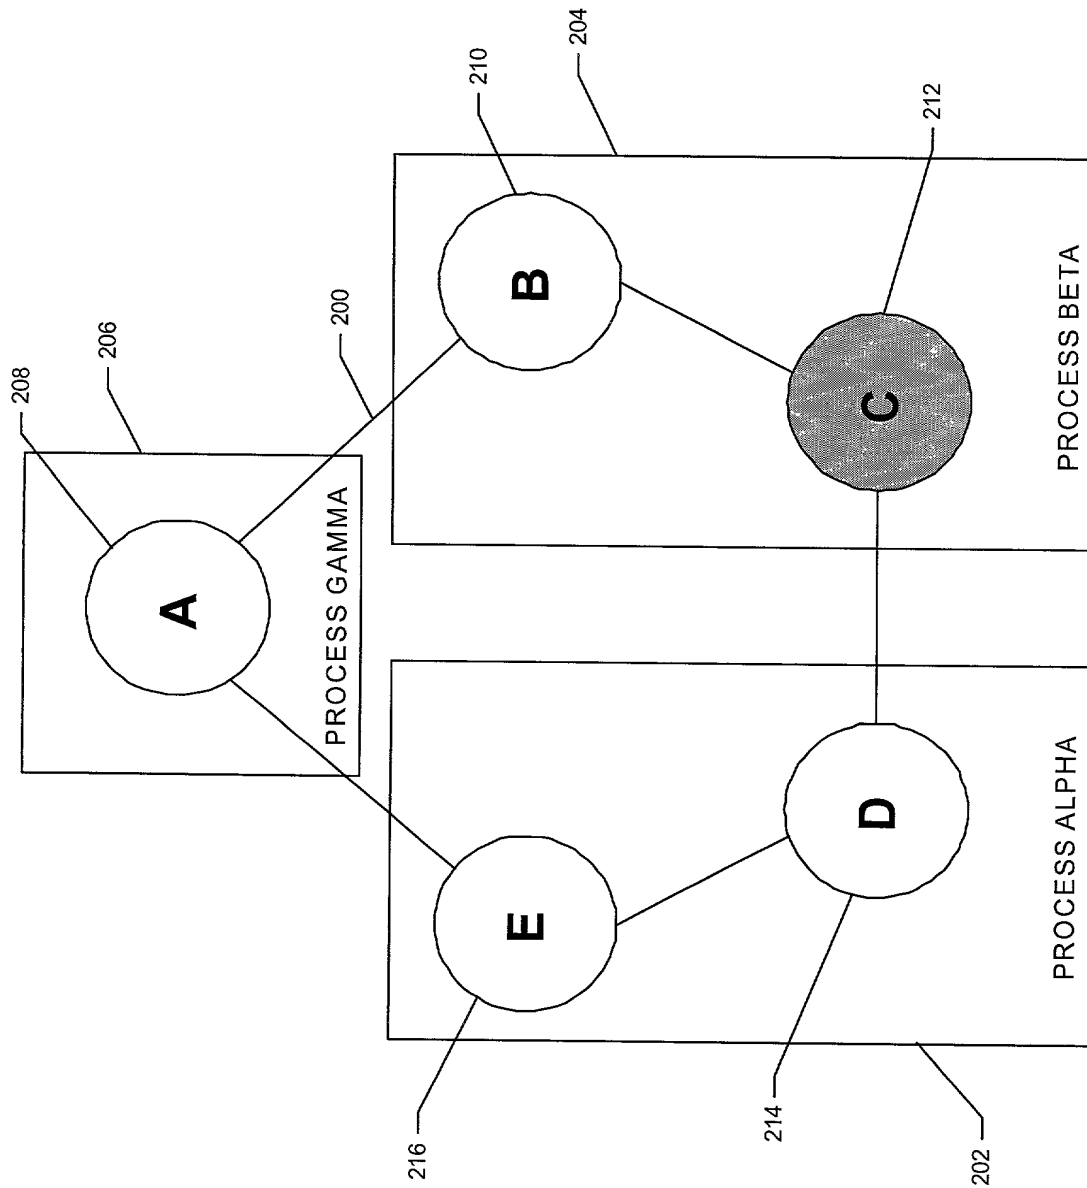 208
206
A
PROCESS GAMMA
200
204
210
B
C
212
PROCESS BETA
E
216
D
214
PROCESS ALPHA
202